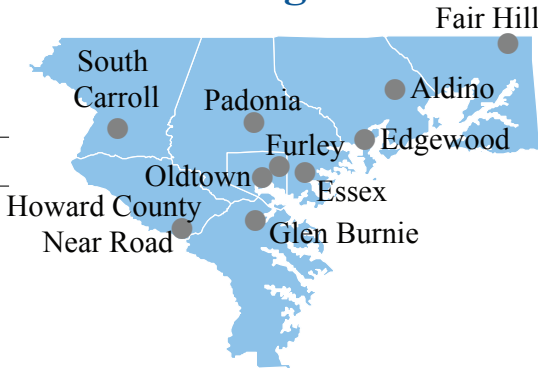 Fair Hill
South
Carroll
Aldino
Padonia
Edgewood
Furley
Oldtown
Essex
Howard County
Near Road
Glen Burnie